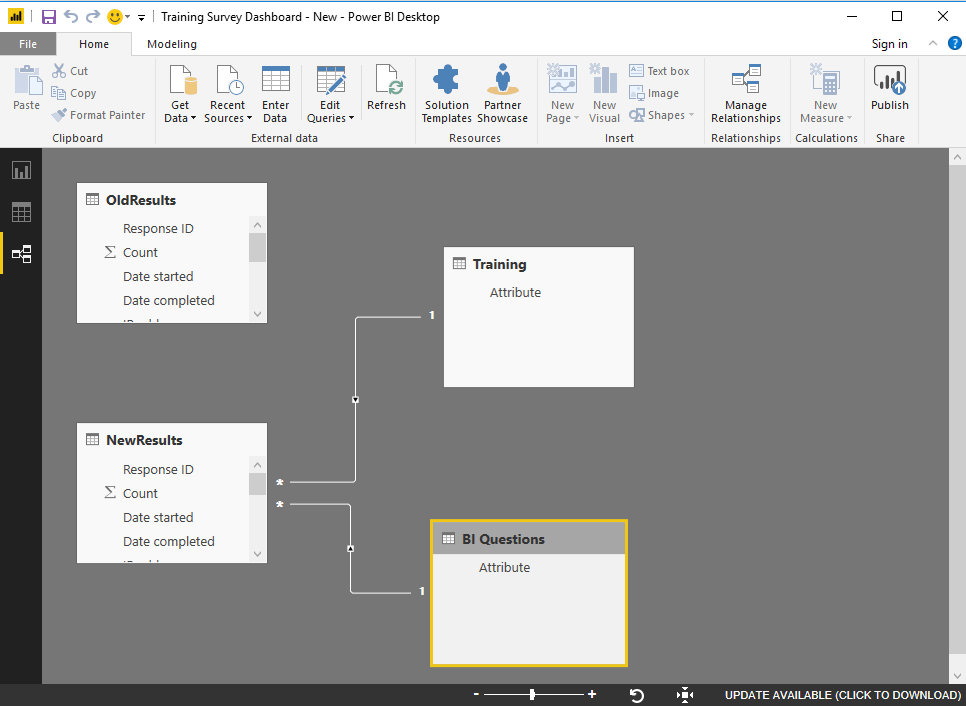 Training Survey Dashboard - New - Power BI Desktop
File Home Modeling Sign in
Paste
Cut
Copy
Format Painter
Clipboard
Get Data
Recent Sources
Enter Data
Edit Queries
Refresh
External data
Solution Templates
Partner Showcase
Resources
New Page
New Visual
Text box
Image
Shapes
Insert
Manage Relationships
Relationships
New Measure
Calculations
Publish
Share
OldResults
Response ID
Count
Date started
Date completed
Training
Attribute
1
NewResults
Response ID
Count
Date started
Date completed
*
*
BI Questions
Attribute
1
- +
UPDATE AVAILABLE (CLICK TO DOWNLOAD)